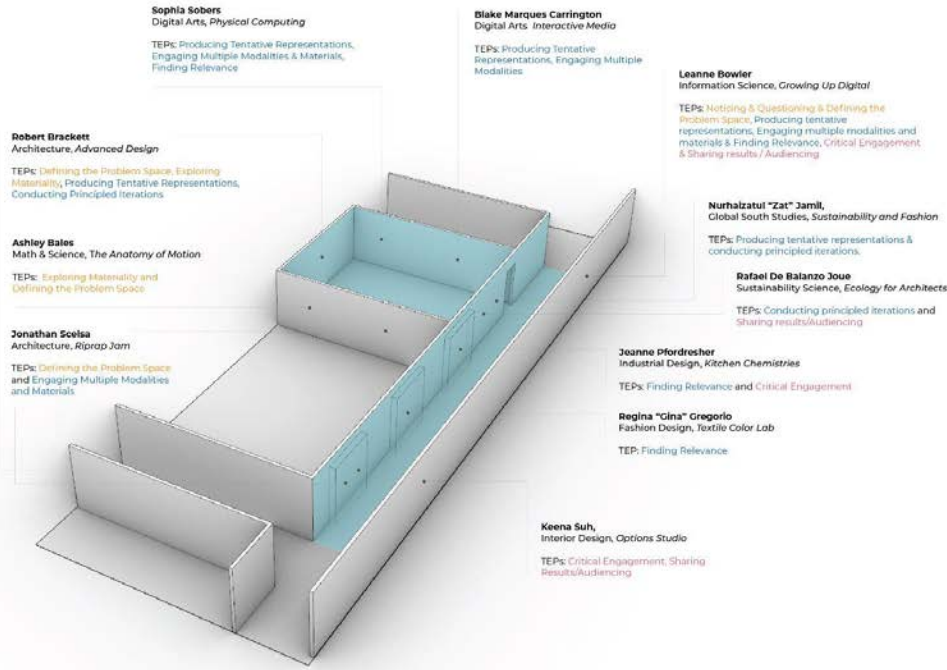 Sophia Sobers
Digital Arts, Physical Computing
TEPs: Producing Tentative Representations,
Engaging Multiple Modalities & Materials,
Finding Relevance
Blake Marques Carrington
Digital Arts Interactive Media
TEPs: Producing Tentative
Representations, Engaging Multiple
Modalities
Leanne Bowler
Information Science, Growing Up Digital
TEPs: Noticing & Questioning & Defining the
Problem Space, Producing tentative
representations, Engaging multiple modalities and
materials & Finding Relevance, Critical Engagement
& Sharing results / Audiencing
Robert Brackett
Architecture, Advanced Design
TEPs: Defining the Problem Space, Exploring
Materiality, Producing Tentative Representations,
Conducting Principled Iterations
Nurhaizatul "Zat" Jamil,
Global South Studies, Sustainability and Fashion
TEPs: Producing tentative representations &
conducting principled iterations.
Ashley Bales
Math & Science, The Anatomy of Motion
TEPs: Exploring Materiality and
Defining the Problem Space
Rafael De Balanzo Joue
Sustainability Science, Ecology for Architects
TEPs: Conducting principled iterations and
Sharing results/Audiencing
Jonathan Scelsa
Architecture, Riprap Jam
TEPs: Defining the Problem Space
and Engaging Multiple Modalities
and Materials
Jeanne Pfordresher
Industrial Design, Kitchen Chemistries
TEPs: Finding Relevance and Critical Engagement
Regina "Gina" Gregorio
Fashion Design, Textile Color Lab
TEP: Finding Relevance
Keena Suh,
Interior Design, Options Studio
TEPs: Critical Engagement, Sharing
Results/Audiencing